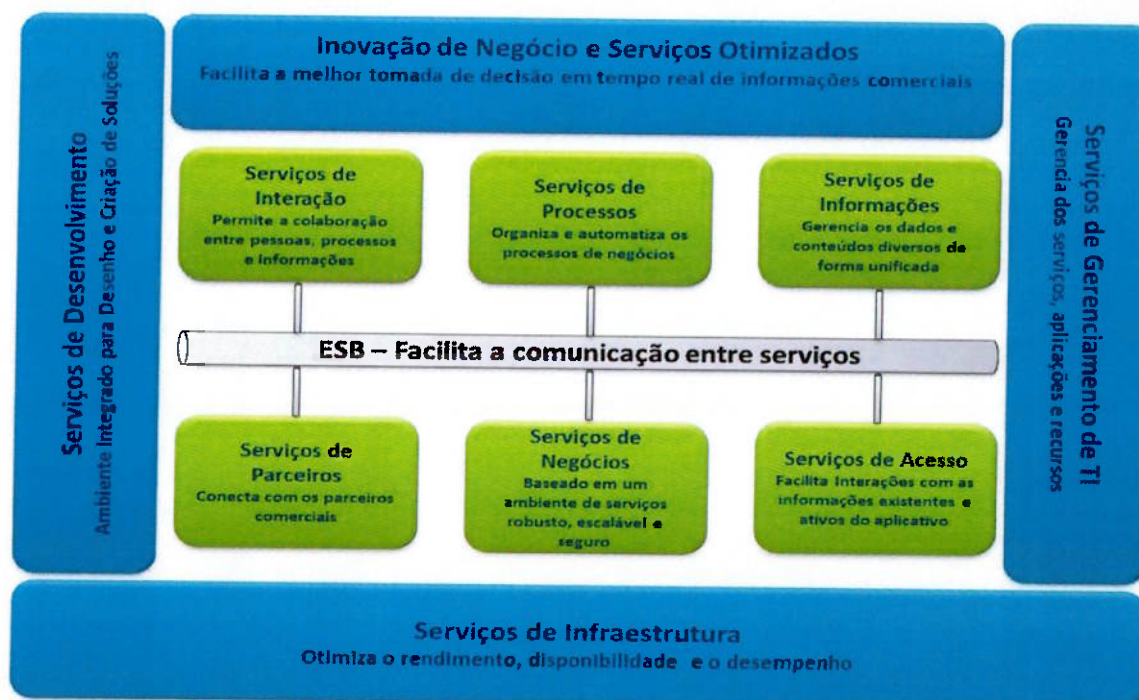 Inovação de Negócio e Serviços Otimizados
Facilita a melhor tomada de decisão em tempo real de informações comerciais
Serviços de Desenvolvimento
Ambiente Integrado para Desenho e Criação de Soluções
Serviços de
Interação
Permite a colaboração
entre pessoas, processos
e Informações
Serviços de
Processos
Organiza e automatiza os
processos de negócios
Serviços de
Informações
Gerencia os dados e
conteúdos diversos de
forma unificada
ESB – Facilita a comunicação entre serviços
Serviços de
Parceiros
Conecta com os parceiros
comerciais
Serviços de
Negócios
Baseado em um
ambiente de serviços
robusto, escalável e
seguro
Serviços de Acesso
Facilita Interações com as
informações existentes e
ativos do aplicativo
Serviços de Gerenciamento de TI
Gerencia dos serviços, aplicações e recursos
Serviços de Infraestrutura
Otimiza o rendimento, disponibilidade e o desempenho